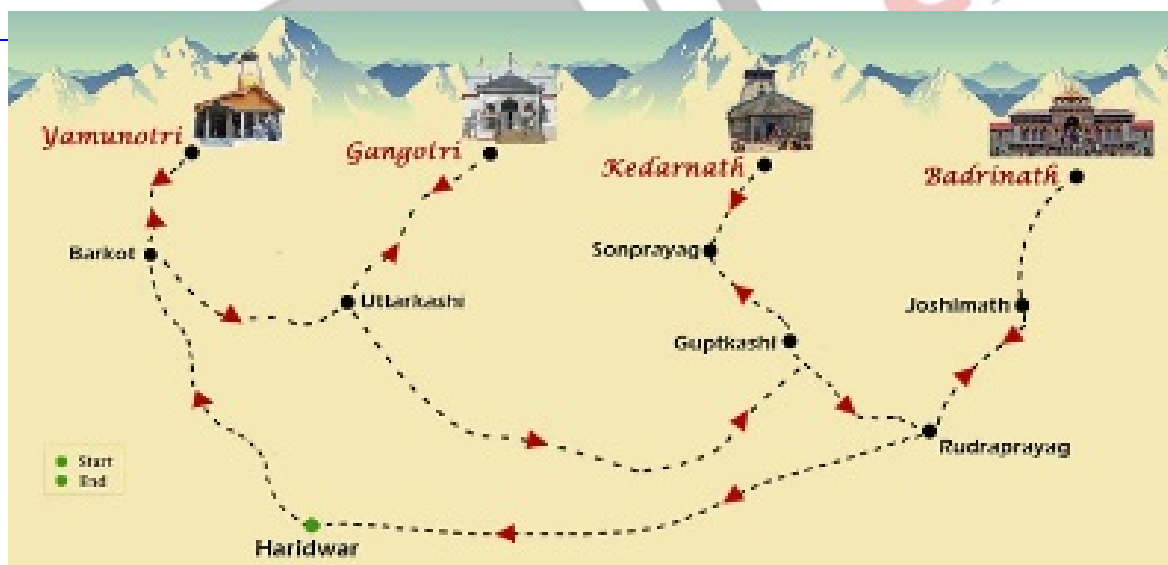 Yamunotri
Gangotri
Kedarnath
Badrinath
Barkot
Sonprayag
Uttarkashi
Joshimath
Guptkashi
Rudraprayag
Start
End
Haridwar